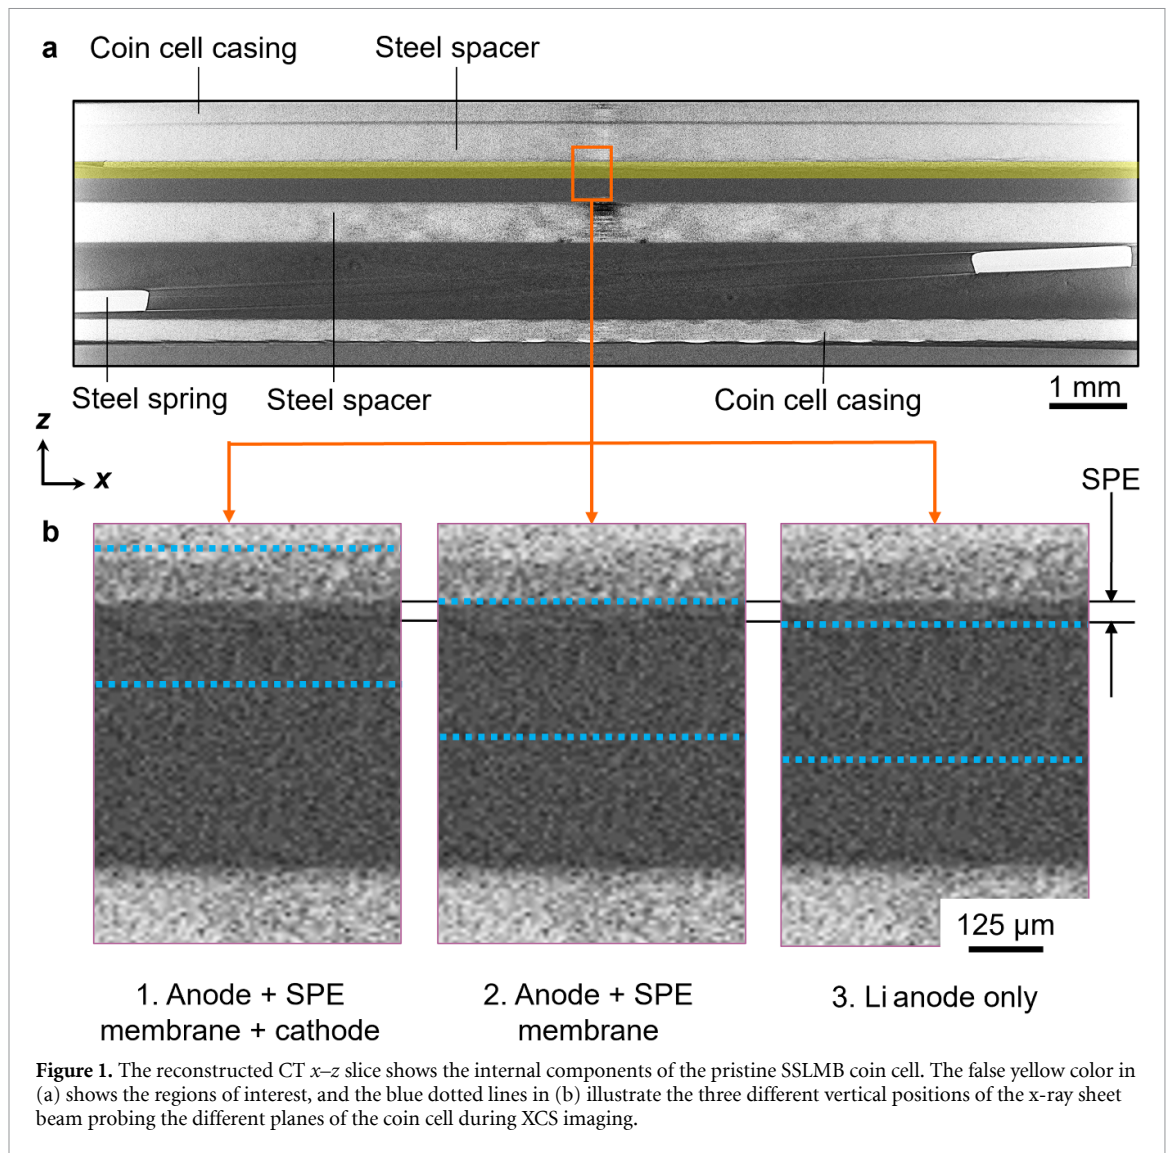 a
Coin cell casing
Steel spacer
Steel spring
Steel spacer
Coin cell casing
1 mm
z
x
SPE
b
125 μm
1. Anode + SPE
membrane + cathode
2. Anode + SPE
membrane
3. Li anode only
Figure 1. The reconstructed CT x–z slice shows the internal components of the pristine SSLMB coin cell. The false yellow color in
(a) shows the regions of interest, and the blue dotted lines in (b) illustrate the three different vertical positions of the x-ray sheet
beam probing the different planes of the coin cell during XCS imaging.